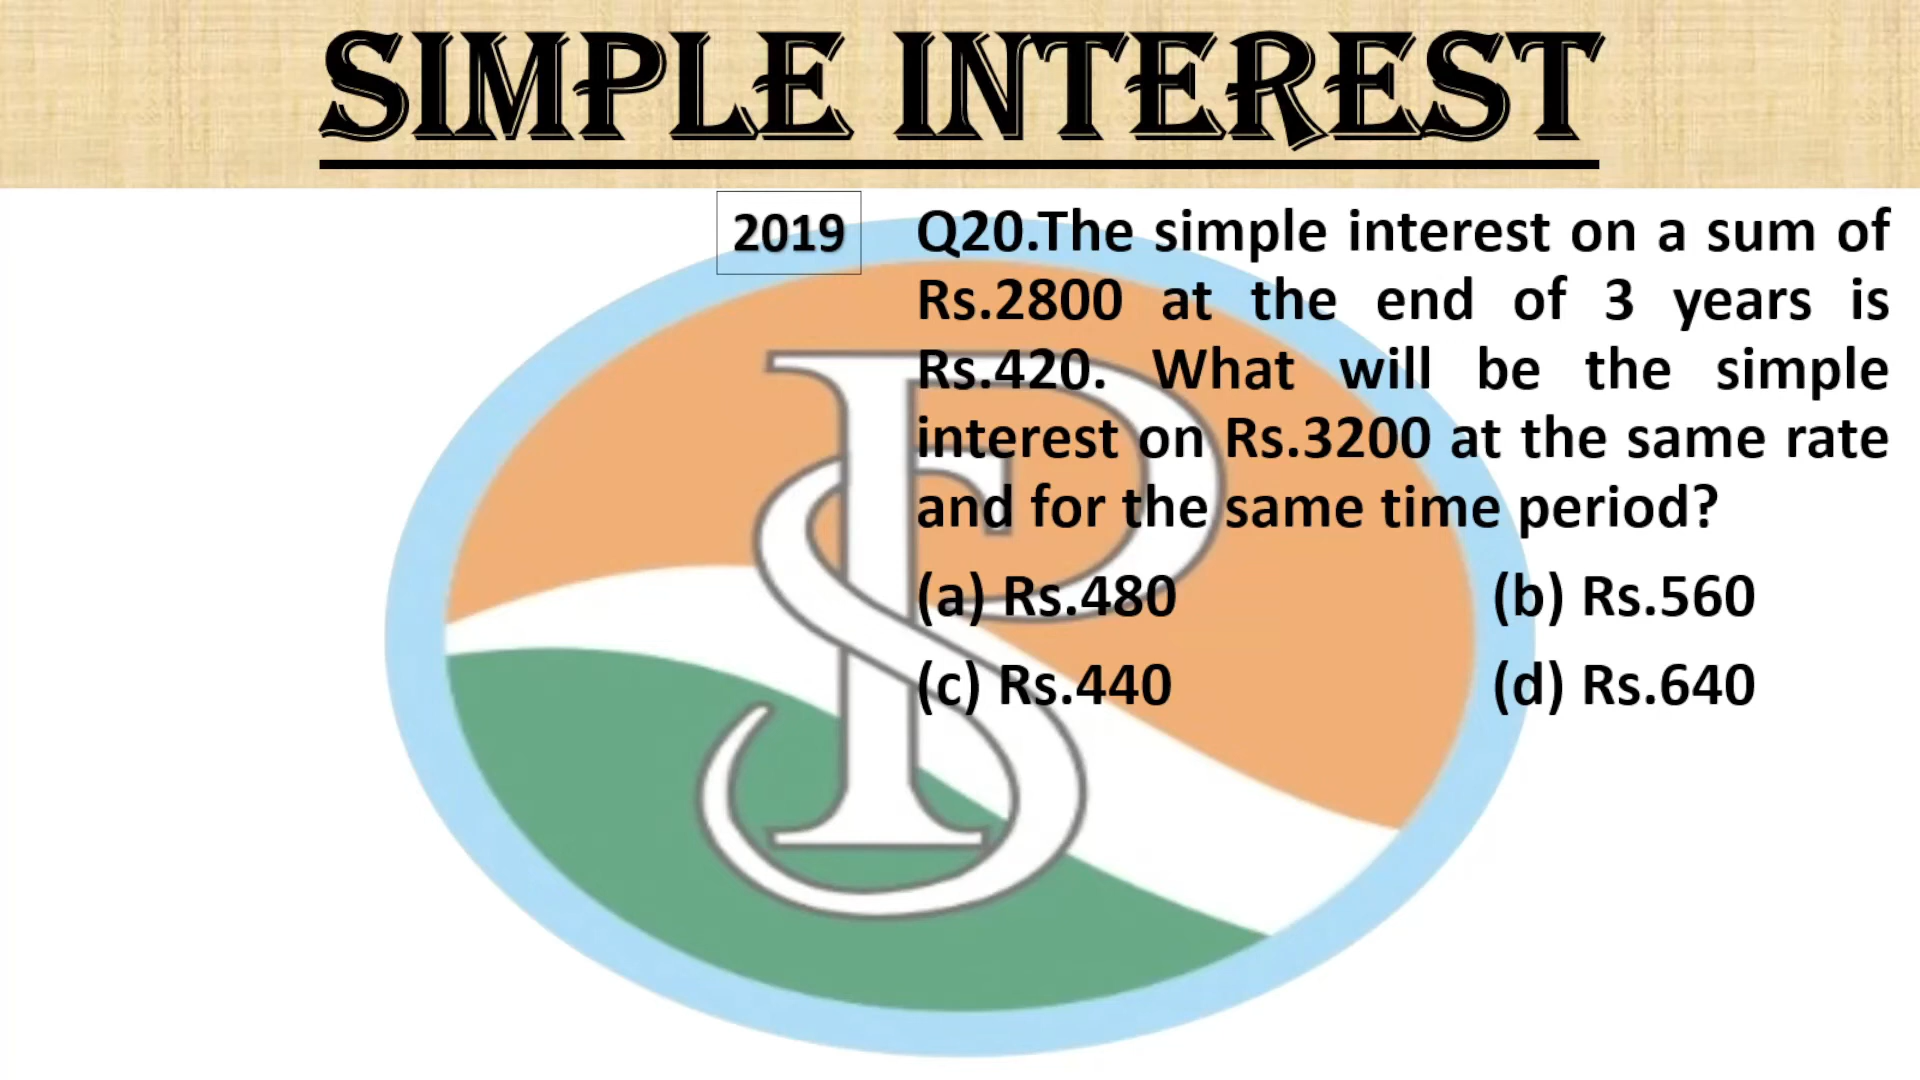 SIMPLE INTEREST
2019
Q20.The simple interest on a sum of
Rs.2800 at the end of 3 years is
Rs.420. What will be the simple
interest on Rs.3200 at the same rate
and for the same time period?
(a) Rs.480 (b) Rs.560
(c) Rs.440 (d) Rs.640